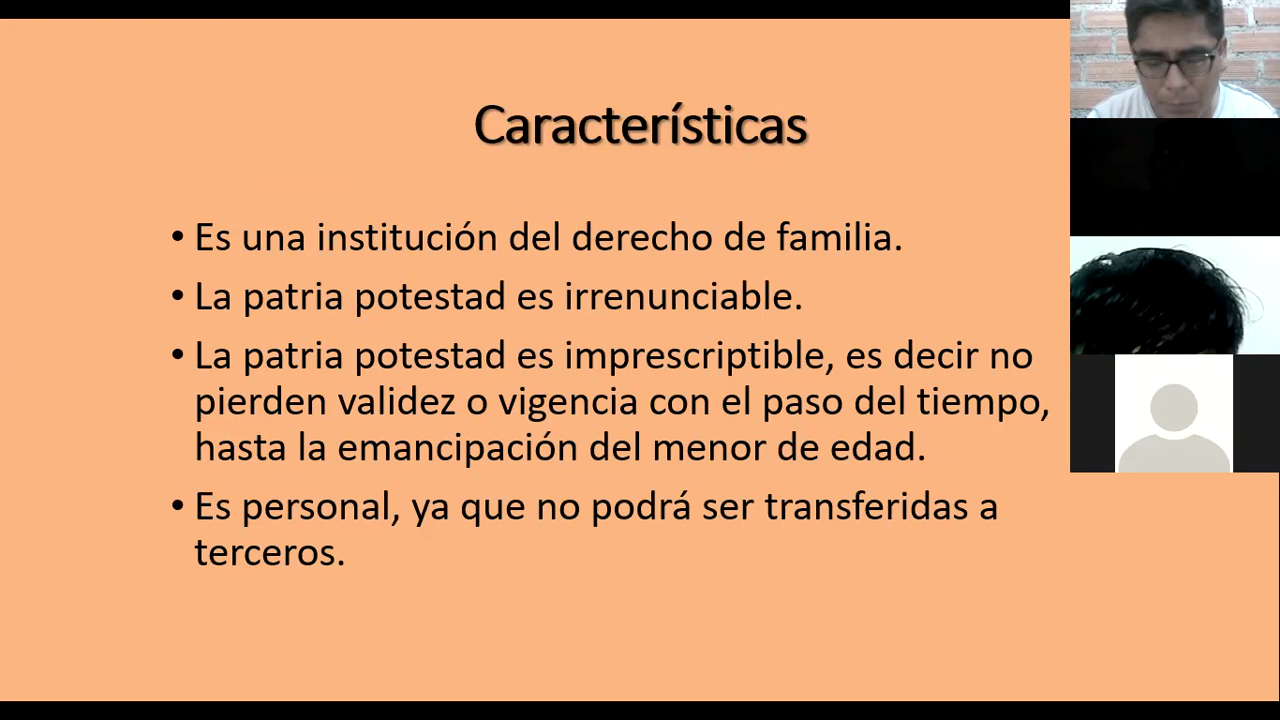 Características
• Es una institución del derecho de familia.
• La patria potestad es irrenunciable.
• La patria potestad es imprescriptible, es decir no
pierden validez o vigencia con el paso del tiempo,
hasta la emancipación del menor de edad.
• Es personal, ya que no podrá ser transferidas a
terceros.